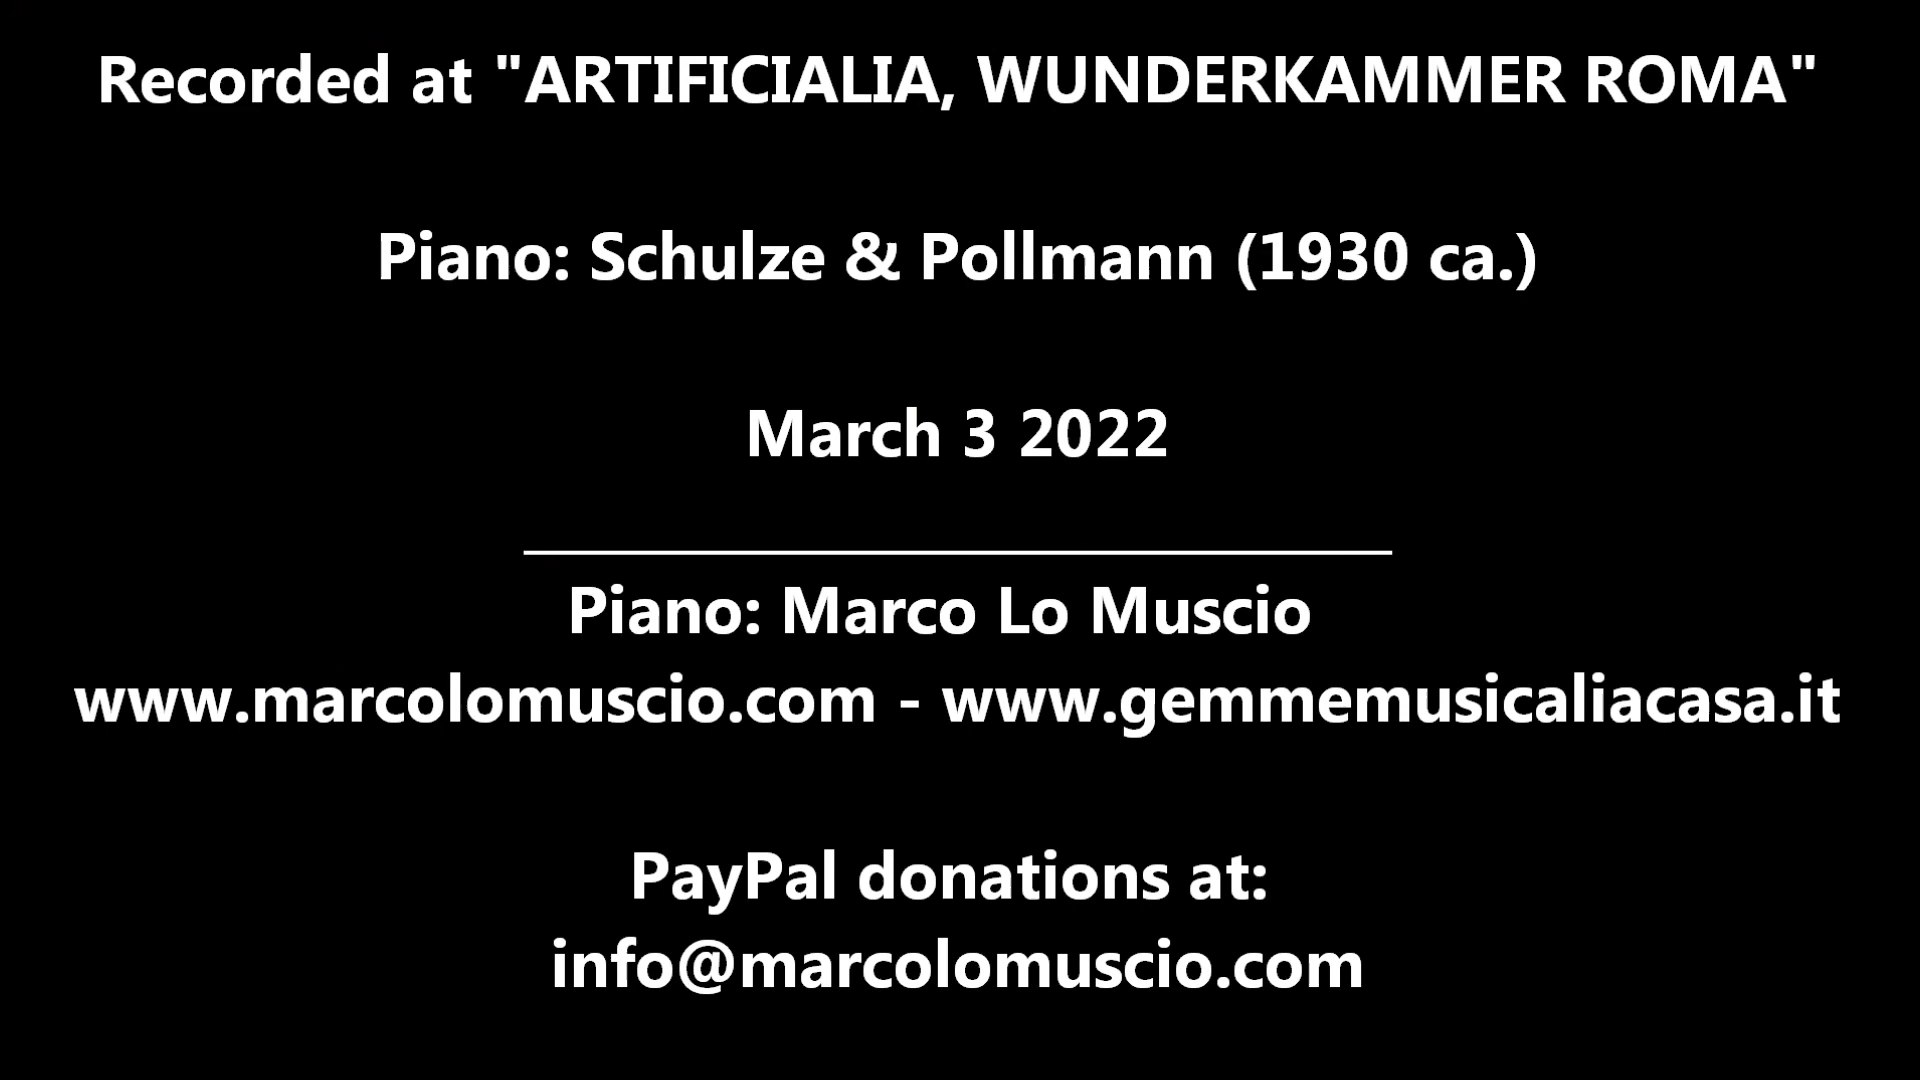 Recorded at "ARTIFICIALIA, WUNDERKAMMER ROMA"
Piano: Schulze & Pollmann (1930 ca.)
March 3 2022
Piano: Marco Lo Muscio
www.marcolomuscio.com - www.gemmemusicaliacasa.it
PayPal donations at:
info@marcolomuscio.com